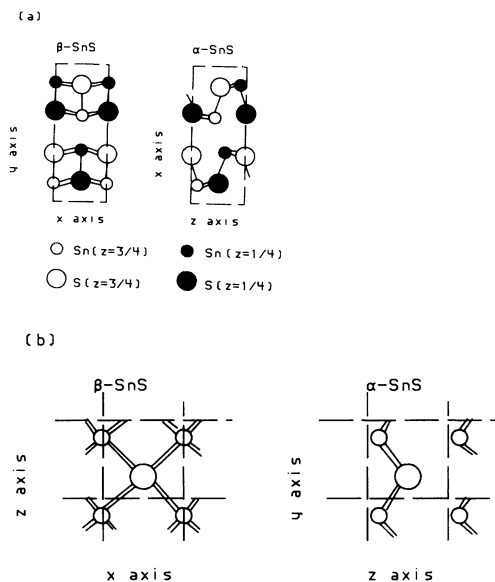 (a)
β-SnS α-SnS
y axis
x axis
x axis
z axis
Sn(z=3/4) Sn(z=1/4)
S(z=3/4) S(z=1/4)
(b)
β-SnS α-SnS
z axis
y axis
x axis z axis